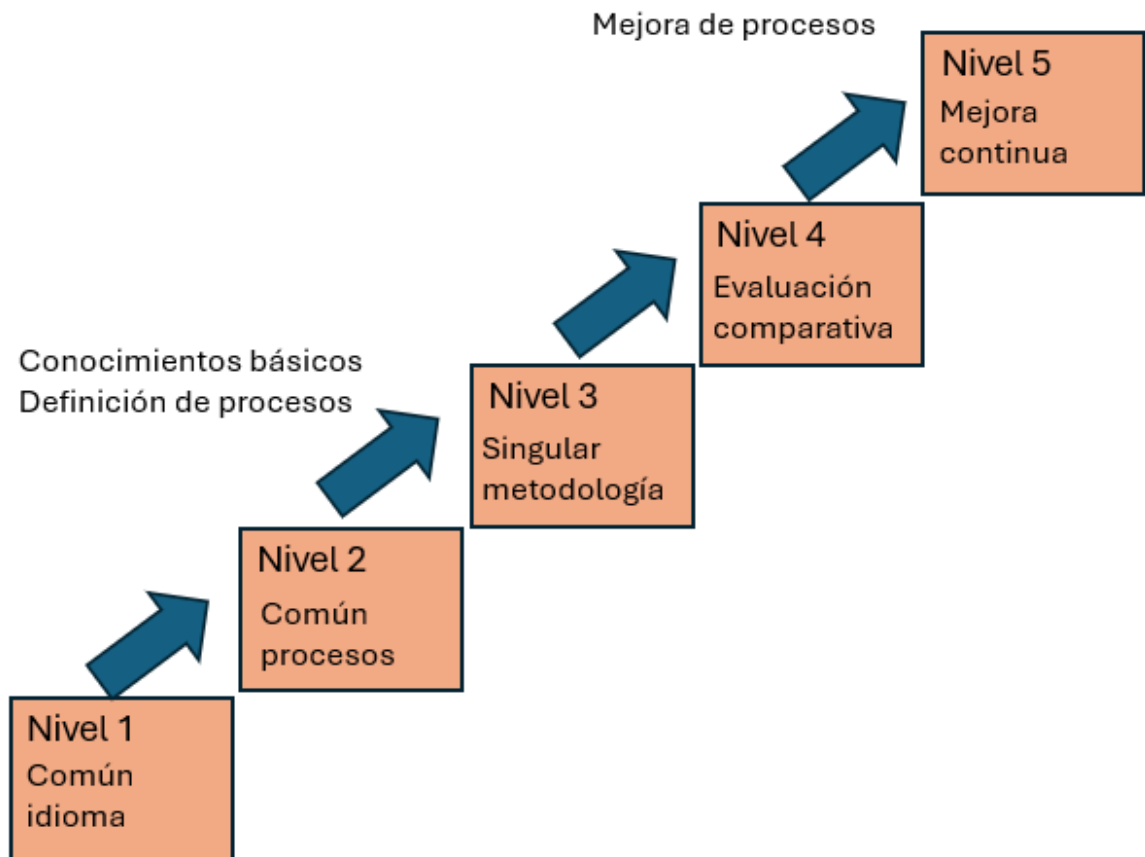 Mejora de procesos
Nivel 5
Mejora
continua
Nivel 4
Evaluación
comparativa
Conocimientos básicos
Definición de procesos
Nivel 3
Singular
metodología
Nivel 2
Común
procesos
Nivel 1
Común
idioma